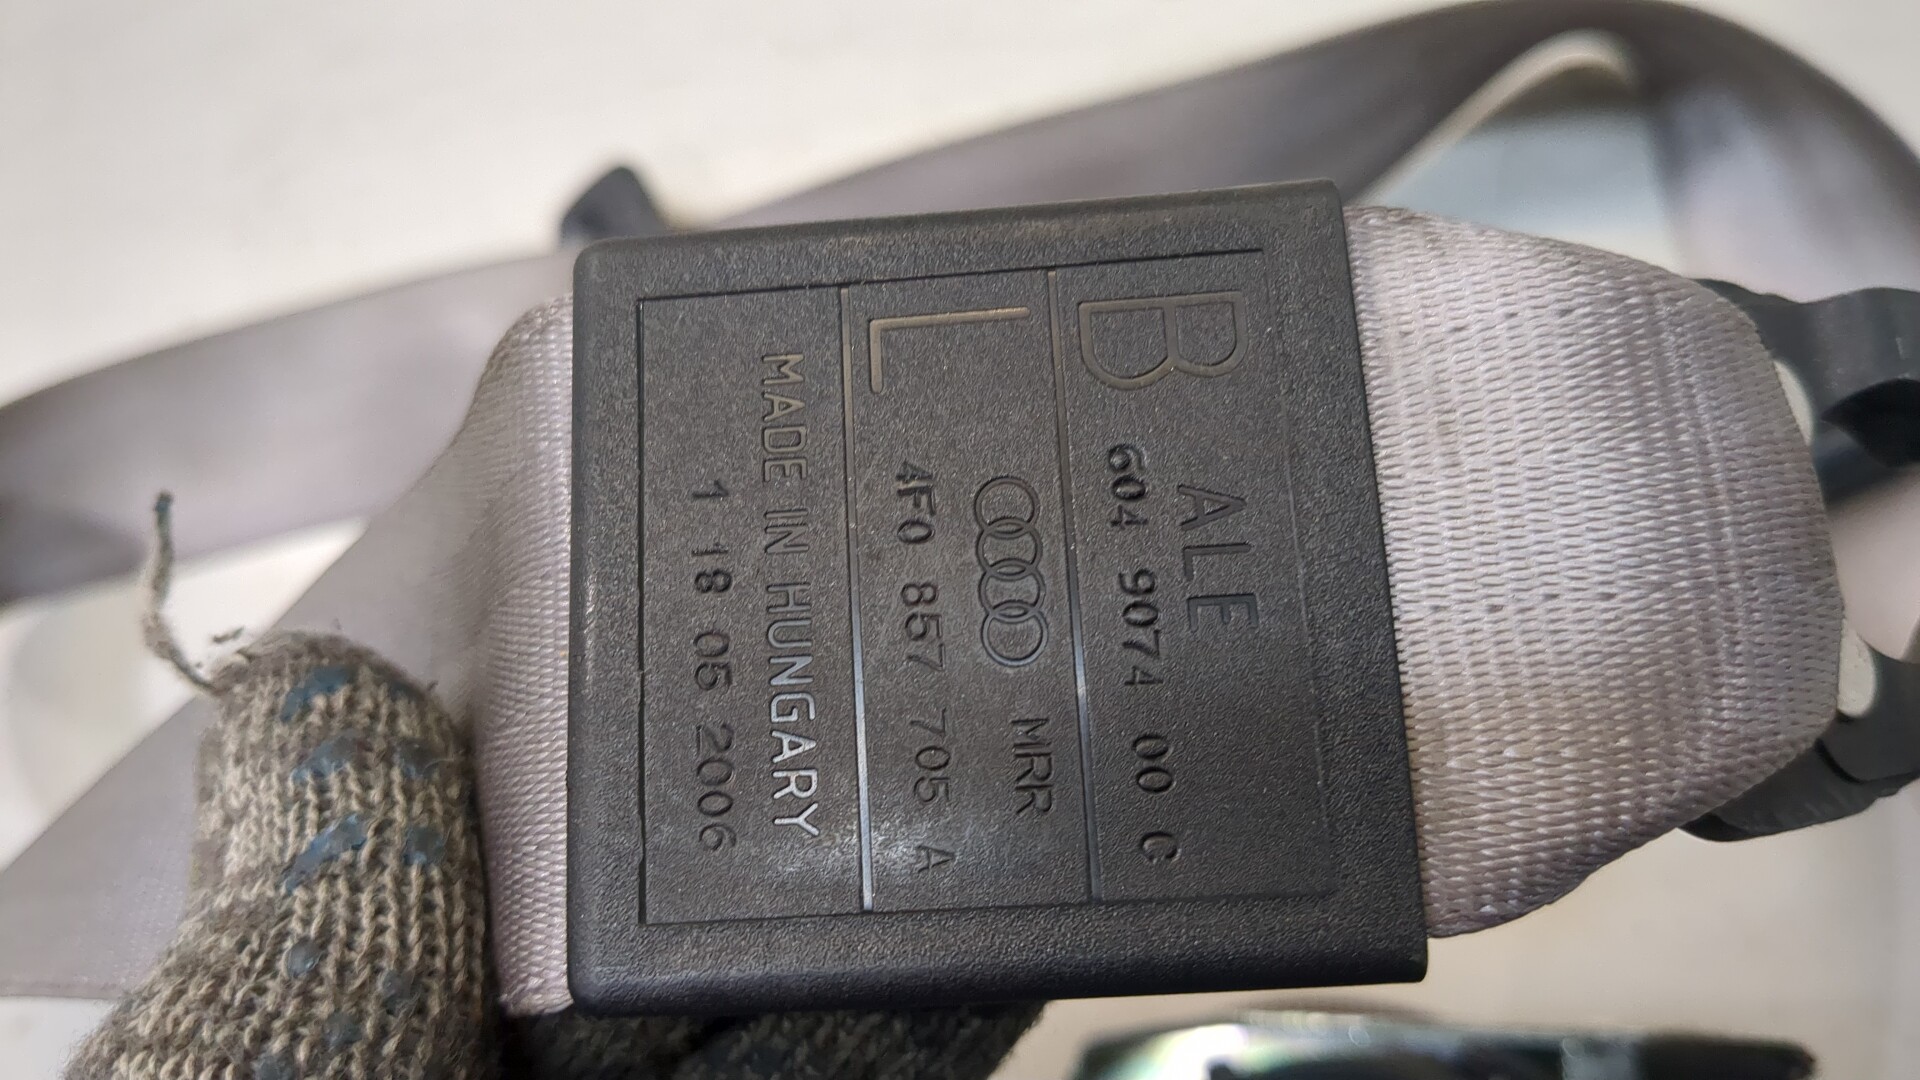 B ALE
604 9074 00 C
L MRR
4F0 857 705 A
MADE IN HUNGARY
1 18 05 2006